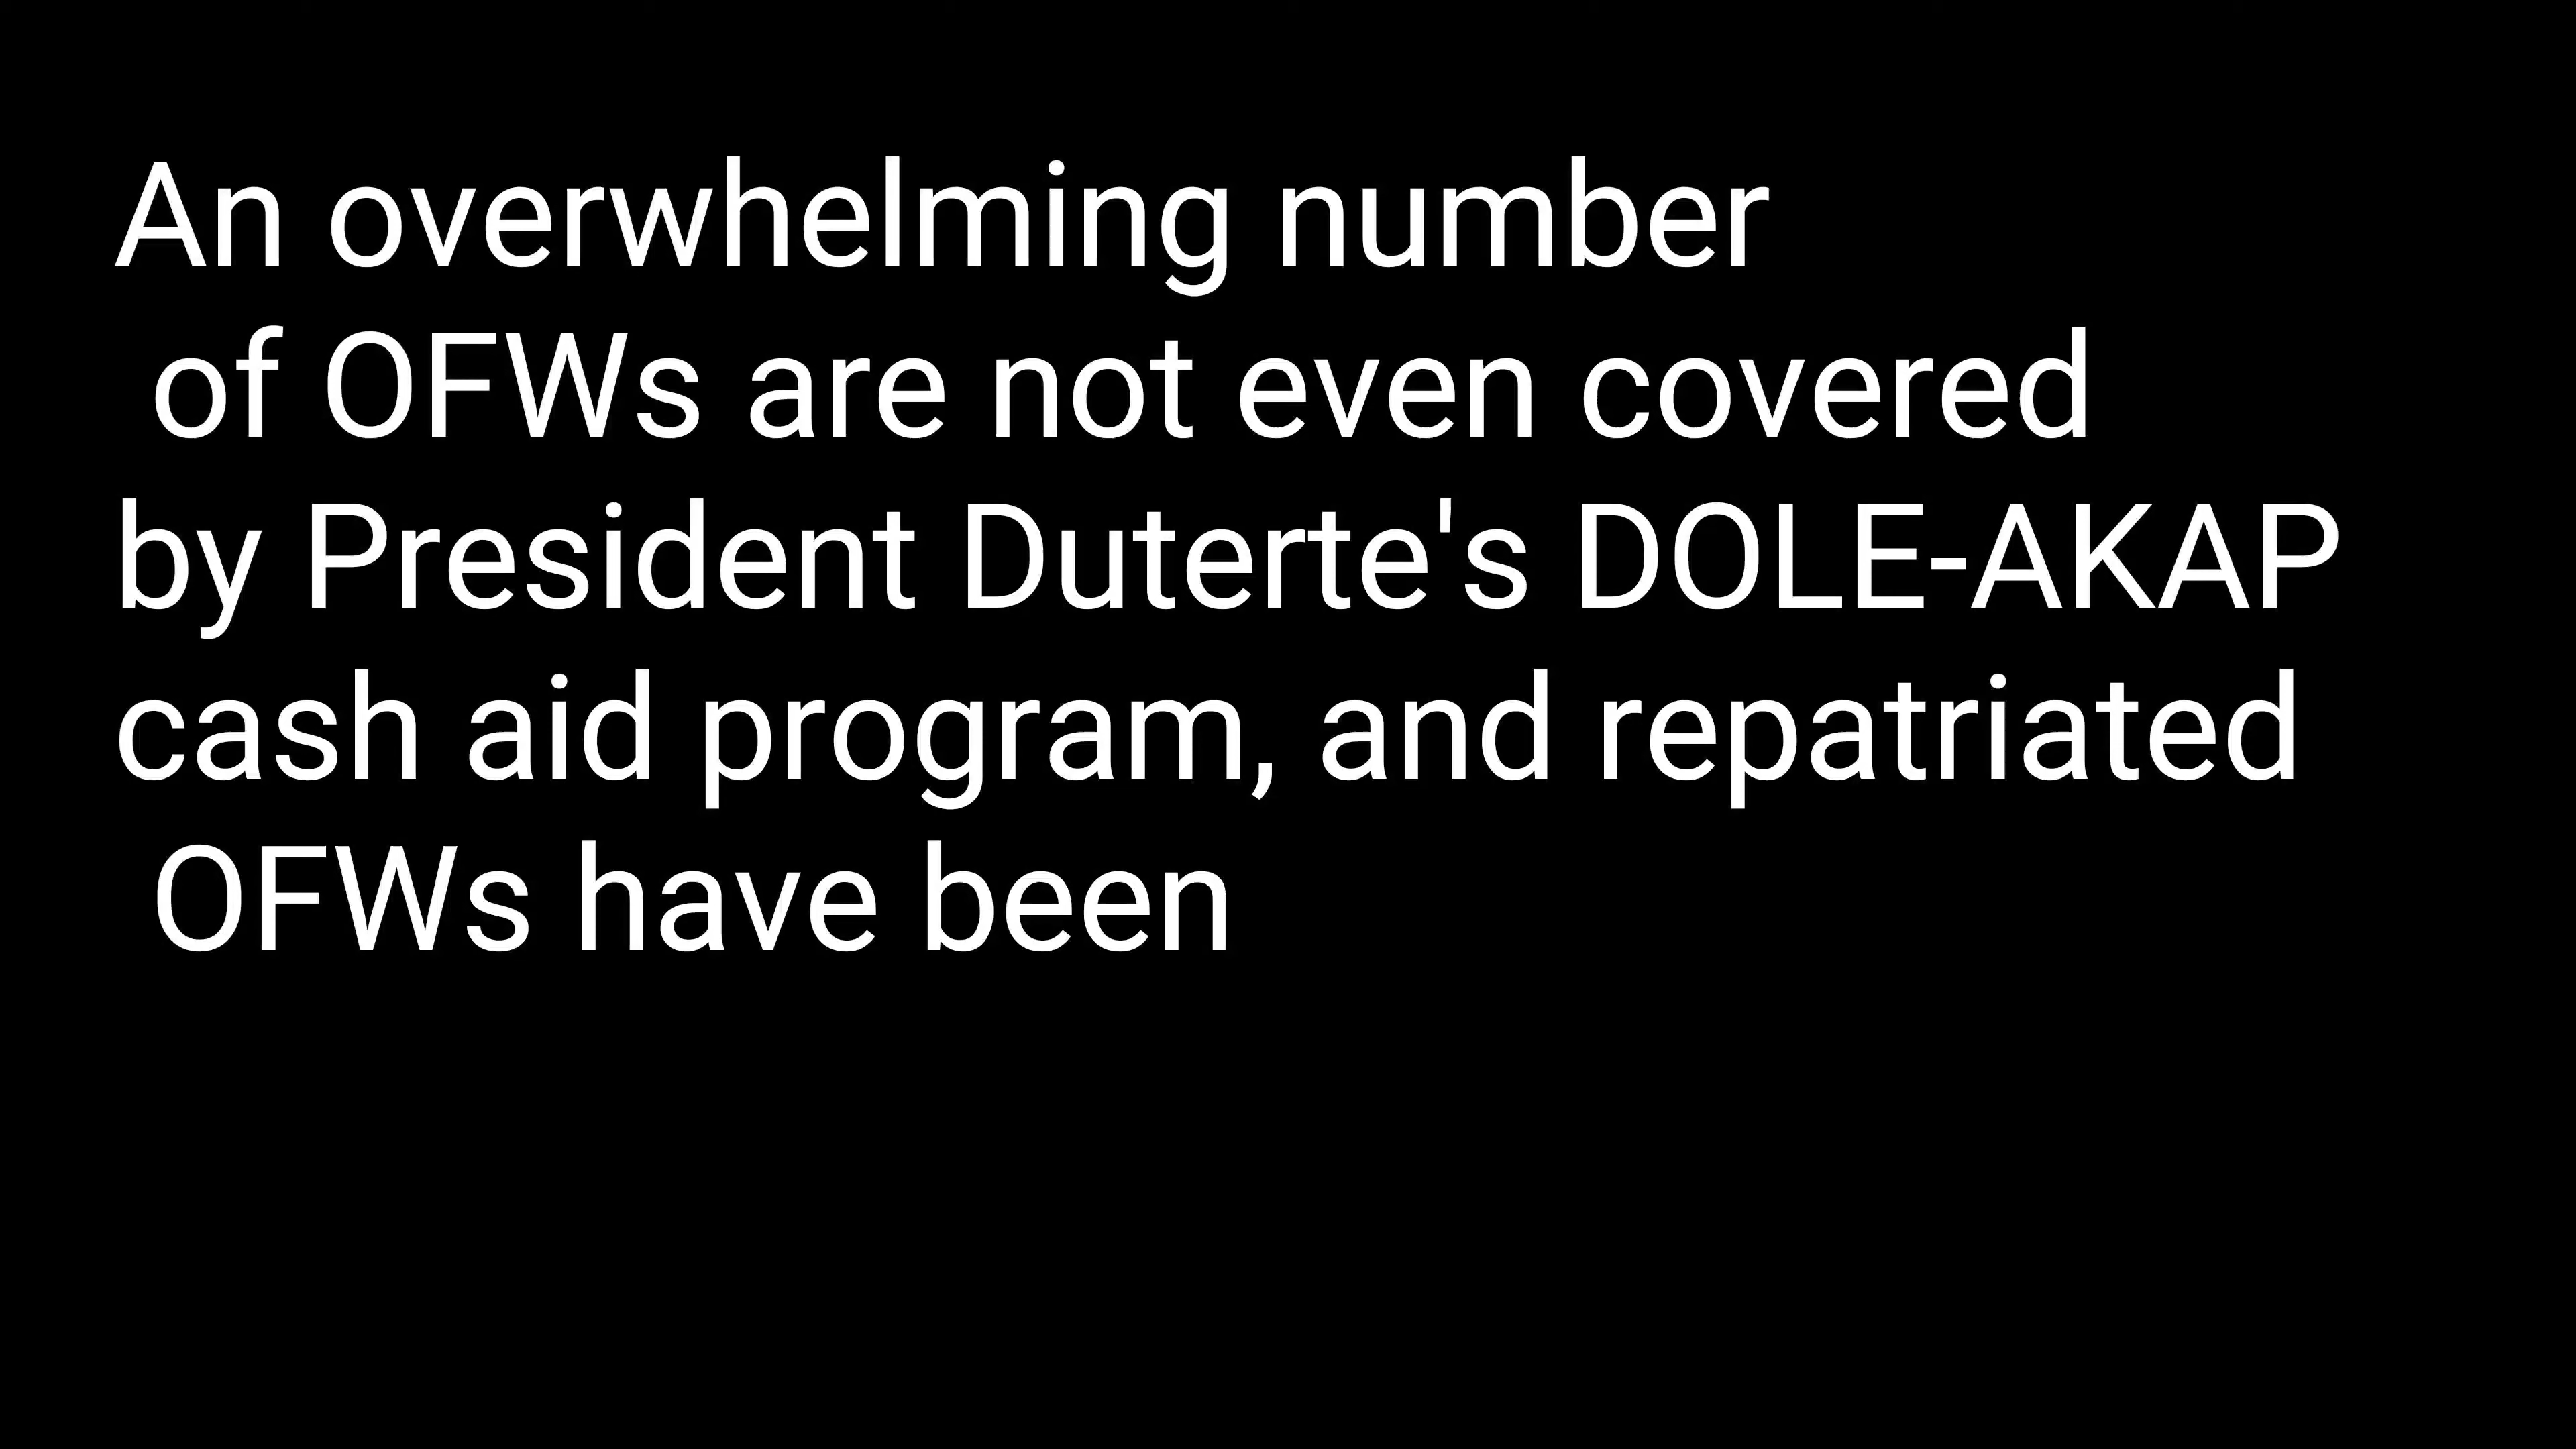 An overwhelming number
of OFWs are not even covered
by President Duterte's DOLE-AKAP
cash aid program, and repatriated
OFWs have been